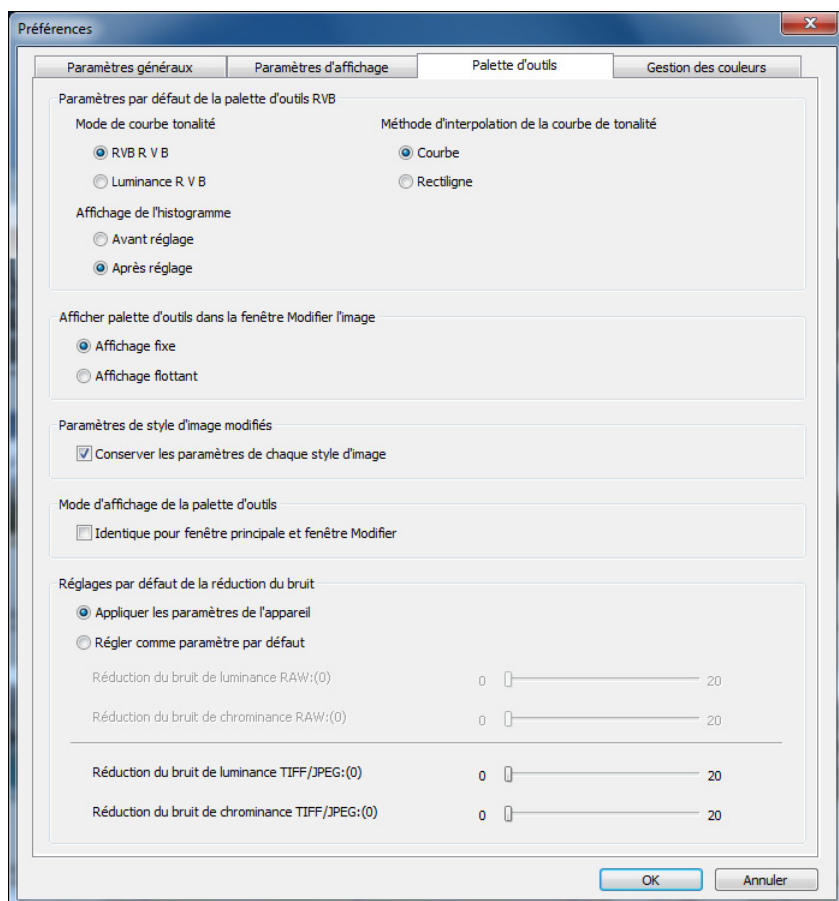 Préférences
Paramètres généraux
Paramètres d'affichage
Palette d'outils
Gestion des couleurs
Paramètres par défaut de la palette d'outils RVB
Mode de courbe tonalité
Méthode d'interpolation de la courbe de tonalité
RVB R V B
Courbe
Luminance R V B
Rectiligne
Affichage de l'histogramme
Avant réglage
Après réglage
Afficher palette d'outils dans la fenêtre Modifier l'image
Affichage fixe
Affichage flottant
Paramètres de style d'image modifiés
Conserver les paramètres de chaque style d'image
Mode d'affichage de la palette d'outils
Identique pour fenêtre principale et fenêtre Modifier
Réglages par défaut de la réduction du bruit
Appliquer les paramètres de l'appareil
Régler comme paramètre par défaut
Réduction du bruit de luminance RAW:(0) 0 20
Réduction du bruit de chrominance RAW:(0) 0 20
Réduction du bruit de luminance TIFF/JPEG:(0) 0 20
Réduction du bruit de chrominance TIFF/JPEG:(0) 0 20
OK
Annuler